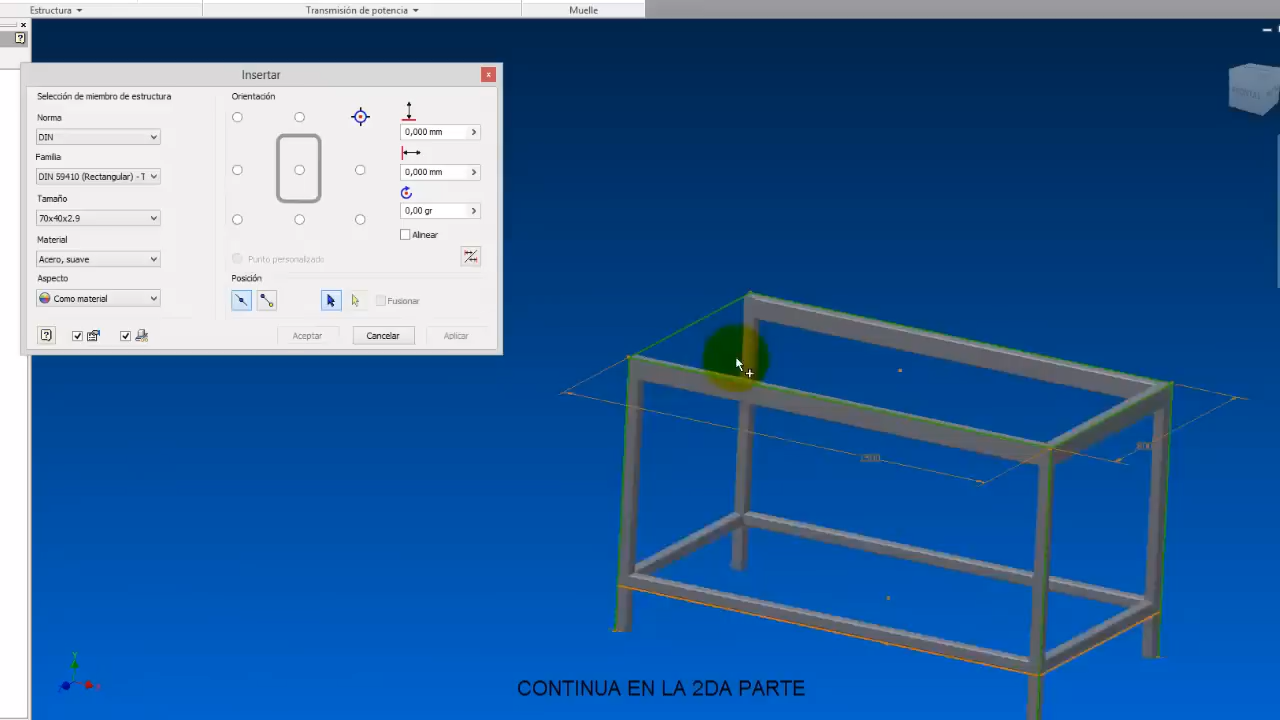 Estructura
Transmisión de potencia
Muelle
Insertar
Selección de miembro de estructura
Orientación
Norma
DIN
0,000 mm
Familia
DIN 59410 (Rectangular) - T
0,000 mm
Tamaño
70x40x2.9
0,00 gr
Alinear
Material
Acero, suave
Punto personalizado
Aspecto
Posición
Como material
Fusionar
Aceptar
Cancelar
Aplicar
CONTINUA EN LA 2DA PARTE